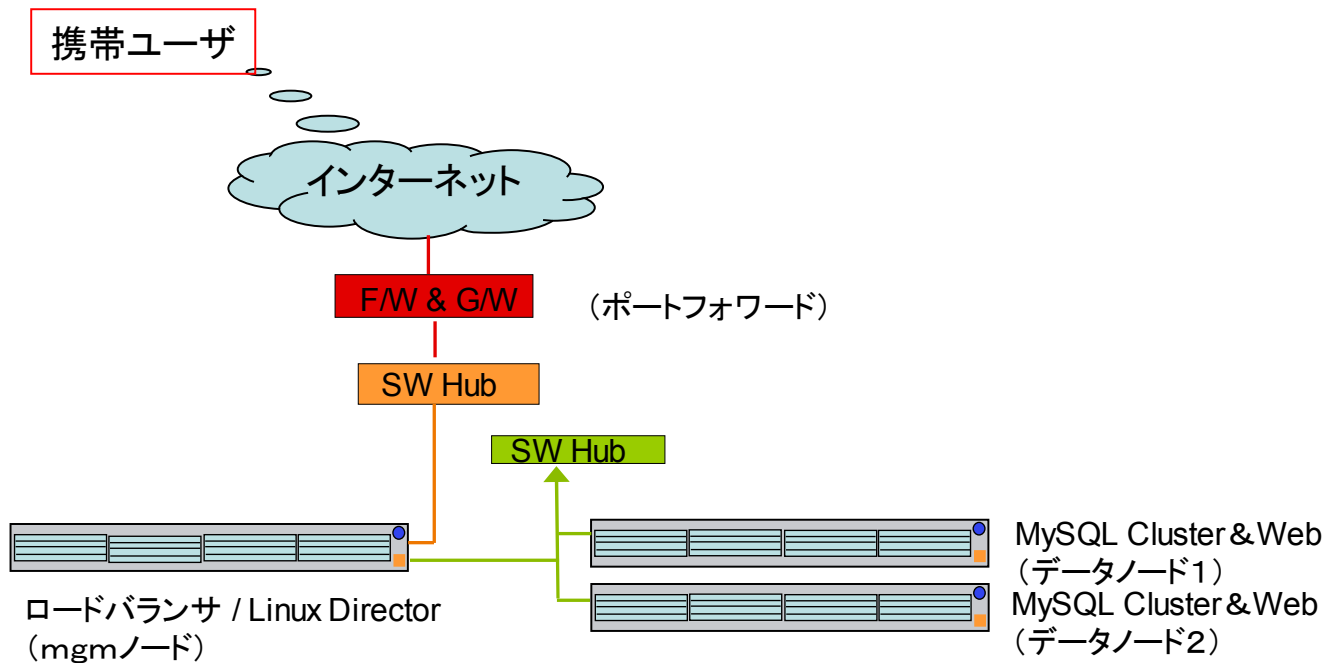 携帯ユーザ
インターネット
F/W & G/W
（ポートフォワード）
SW Hub
SW Hub
MySQL Cluster＆Web
（データノード１）
MySQL Cluster＆Web
（データノード２）
ロードバランサ / Linux Director
（ｍｇｍノード）